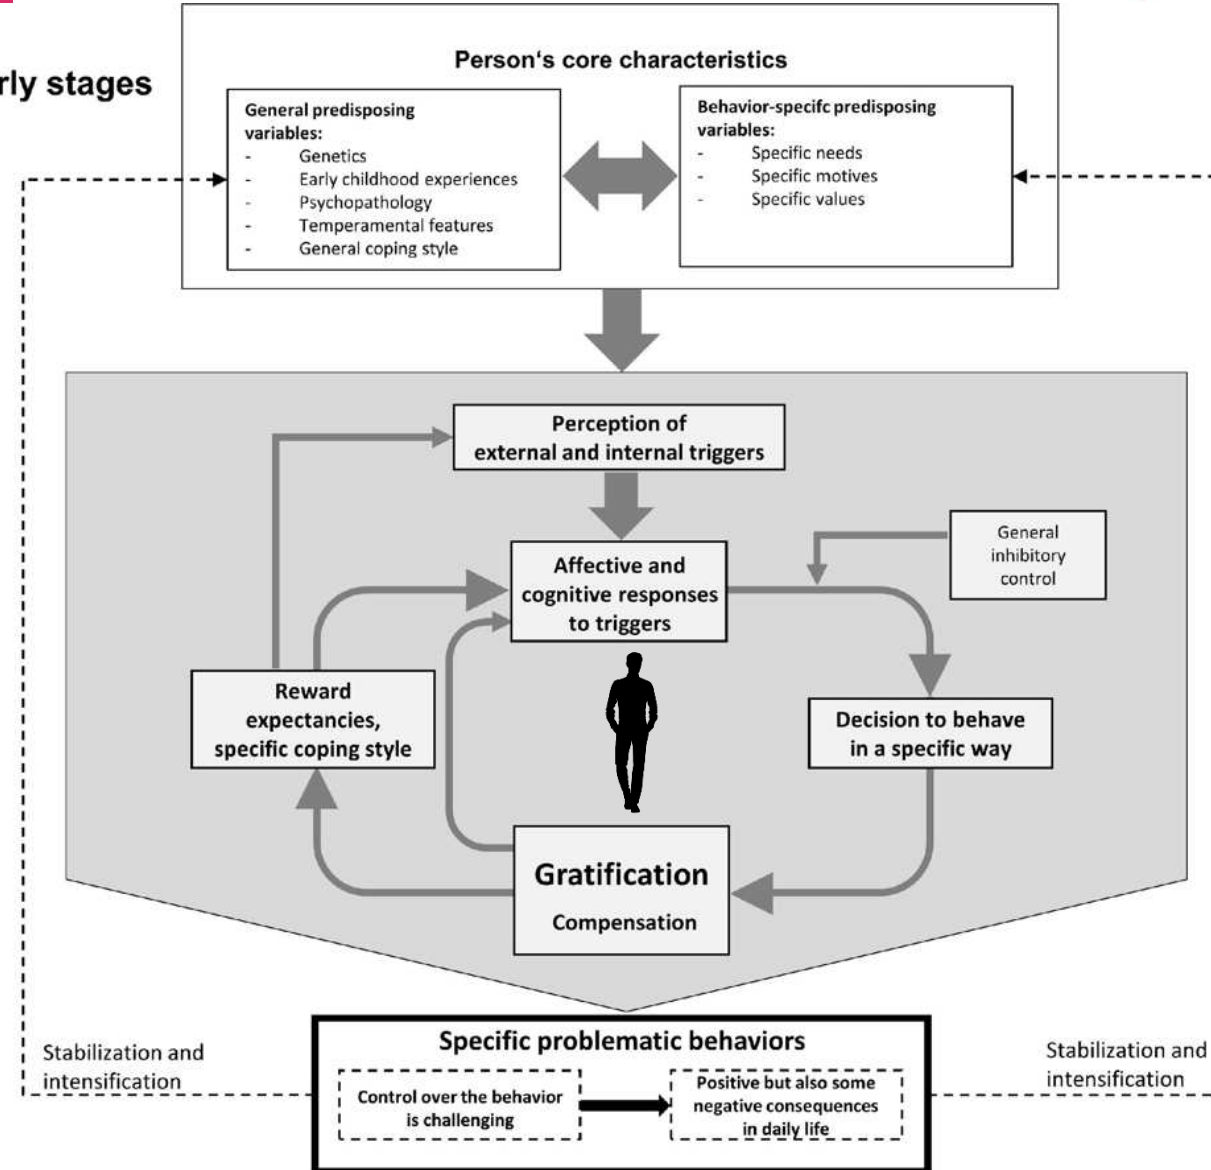 rly stages
Person‘s core characteristics
General predisposing
variables:
- Genetics
- Early childhood experiences
- Psychopathology
- Temperamental features
- General coping style
Behavior-specifc predisposing
variables:
- Specific needs
- Specific motives
- Specific values
Perception of
external and internal triggers
Affective and
cognitive responses
to triggers
General
inhibitory
control
Reward
expectancies,
specific coping style
Decision to behave
in a specific way
Gratification
Compensation
Specific problematic behaviors
Control over the behavior
is challenging
Positive but also some
negative consequences
in daily life
Stabilization and
intensification
Stabilization and
intensification